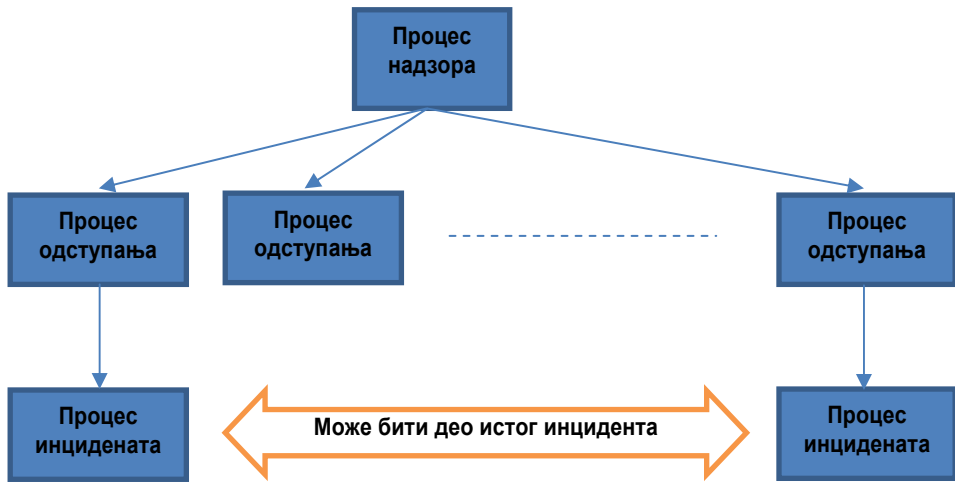 Процес
надзора
Процес
одступања
Процес
одступања
Процес
одступања
Процес
инцидената
Може бити део истог инцидента
Процес
инцидената